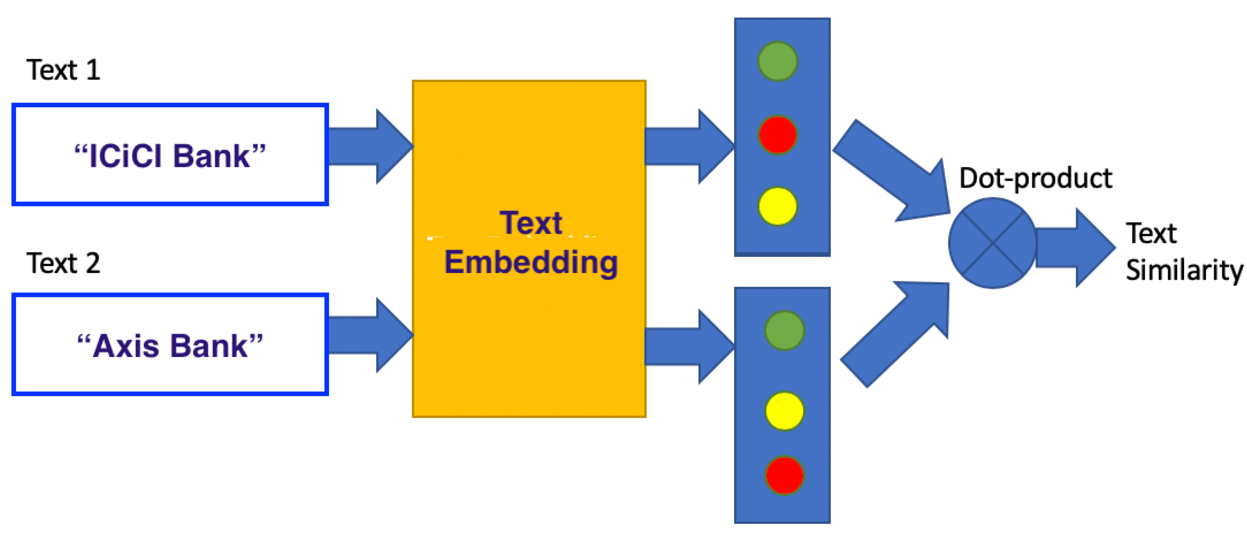 Text 1
“ICiCI Bank”
Text 2
“Axis Bank”
Text
Embedding
Dot-product
Text
Similarity